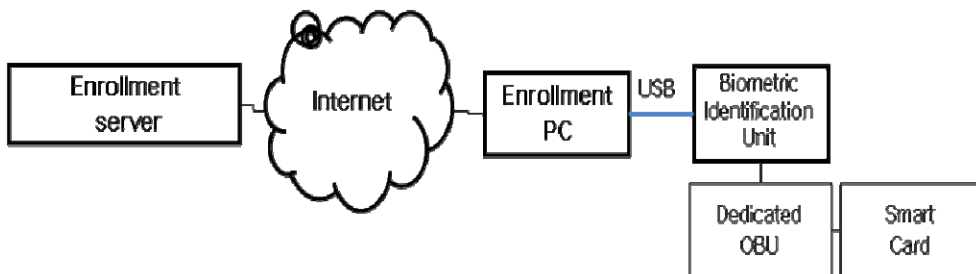 Enrollment
server
Internet
Enrollment
PC
USB
Biometric
Identification
Unit
Dedicated
OBU
Smart
Card